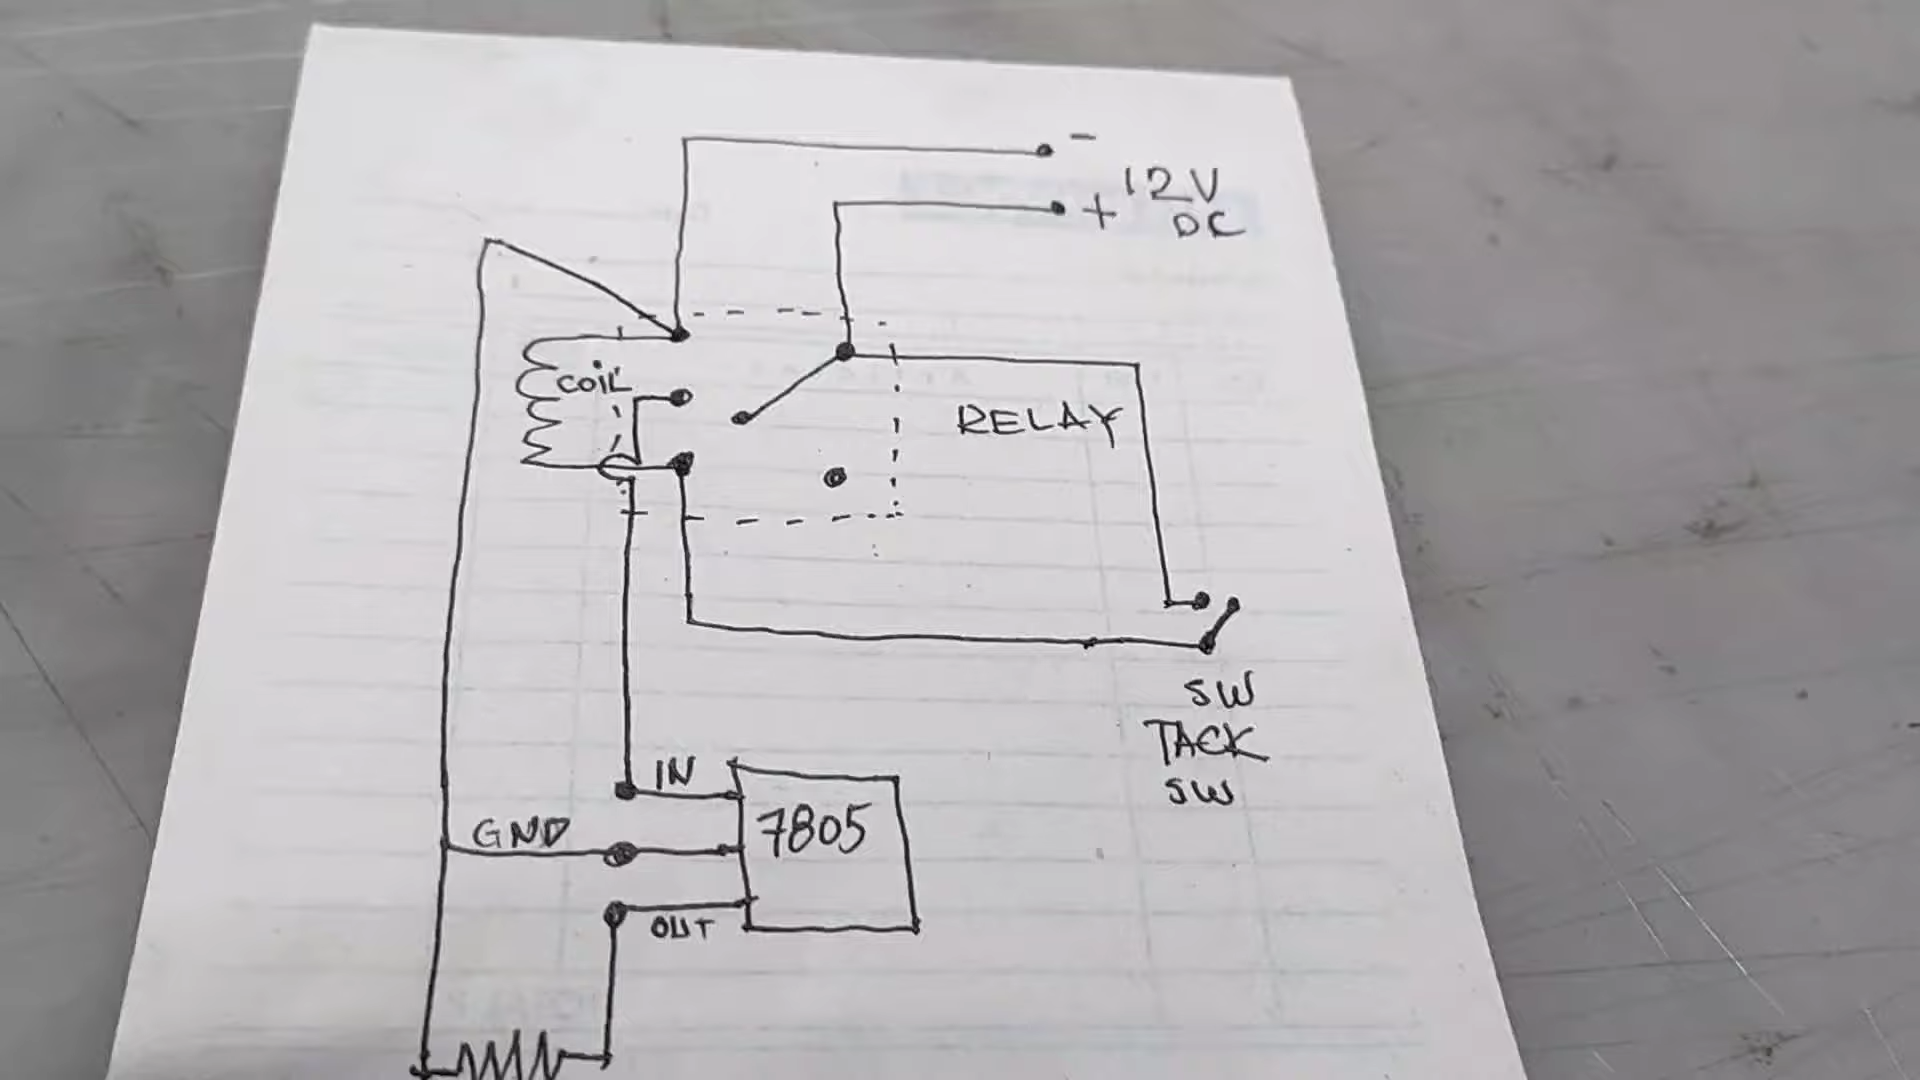 -
12V
+
DC
COIL
RELAY
SW
TACK
SW
IN
7805
GND
OUT